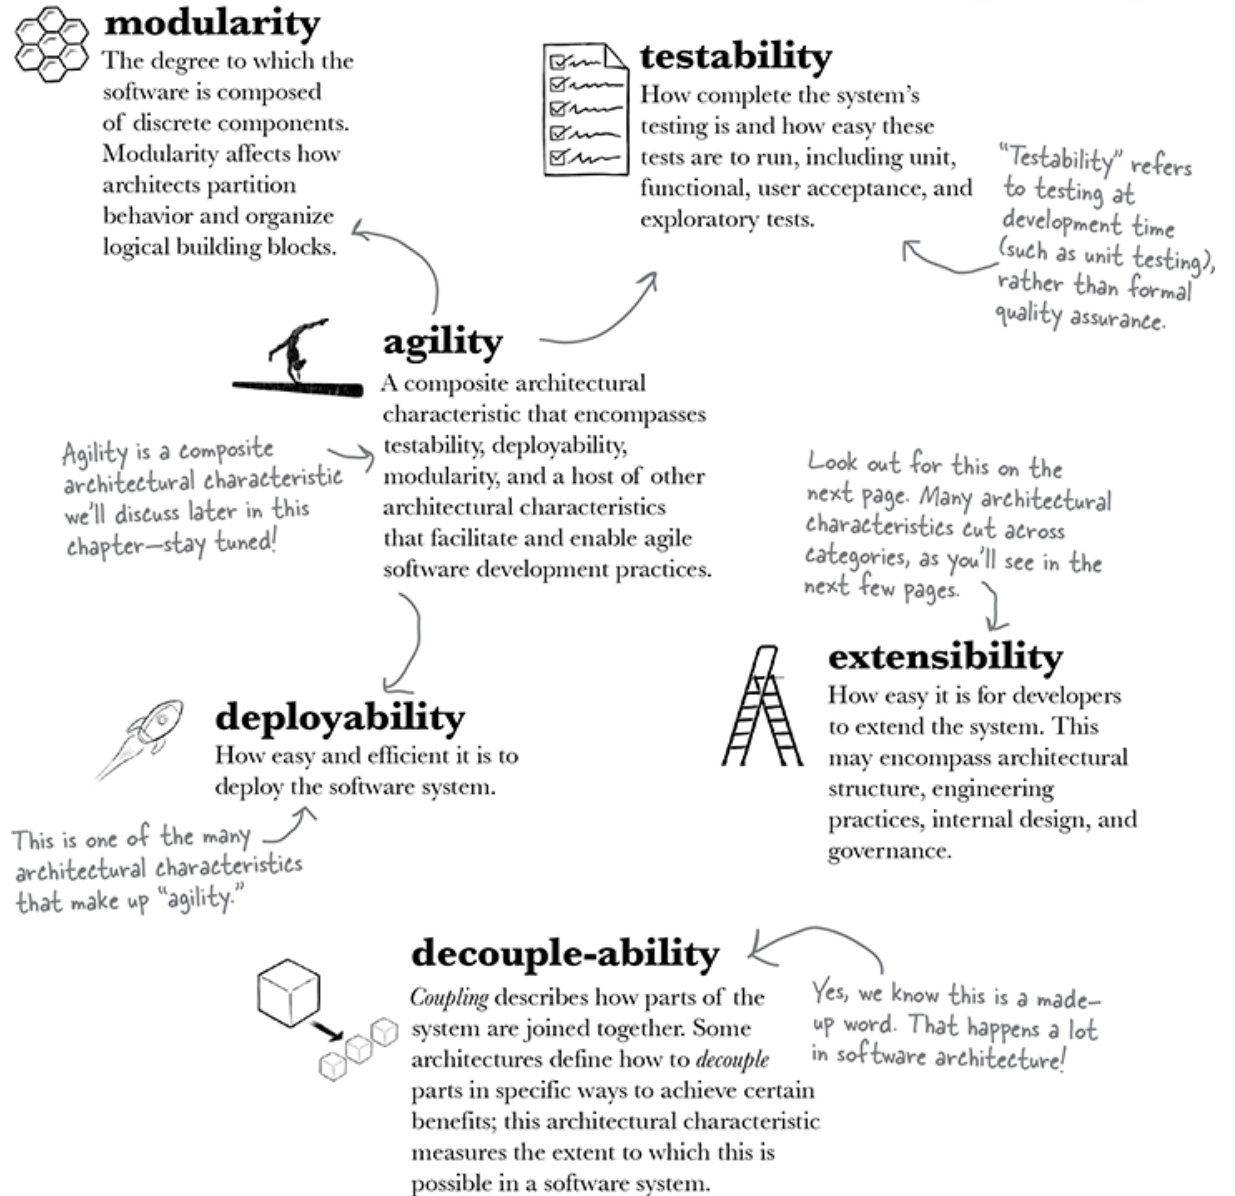 modularity
The degree to which the
software is composed
of discrete components.
Modularity affects how
architects partition
behavior and organize
logical building blocks.
testability
How complete the system's
testing is and how easy these
tests are to run, including unit,
functional, user acceptance, and
exploratory tests.
"Testability" refers
to testing at
development time
(such as unit testing),
rather than formal
quality assurance.
agility
A composite architectural
characteristic that encompasses
testability, deployability,
modularity, and a host of other
architectural characteristics
that facilitate and enable agile
software development practices.
Agility is a composite
architectural characteristic
we'll discuss later in this
chapter—stay tuned!
Look out for this on the
next page. Many architectural
characteristics cut across
categories, as you'll see in the
next few pages.
extensibility
How easy it is for developers
to extend the system. This
may encompass architectural
structure, engineering
practices, internal design, and
governance.
deployability
How easy and efficient it is to
deploy the software system.
This is one of the many
architectural characteristics
that make up "agility."
decouple-ability
Coupling describes how parts of the
system are joined together. Some
architectures define how to decouple
parts in specific ways to achieve certain
benefits; this architectural characteristic
measures the extent to which this is
possible in a software system.
Yes, we know this is a made-
up word. That happens a lot
in software architecture!